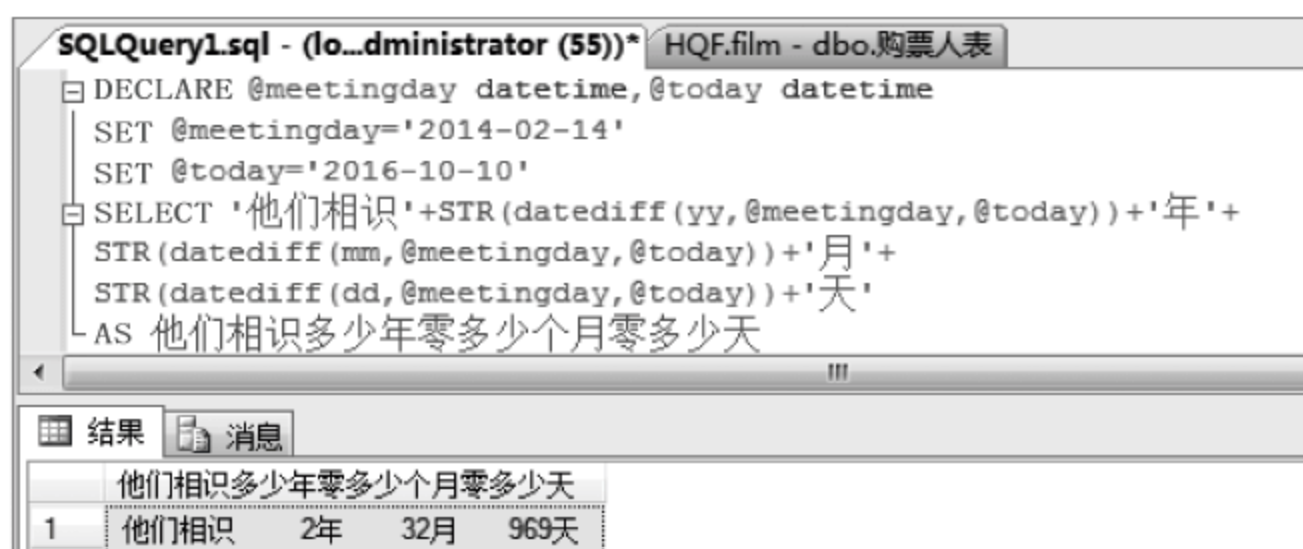 SQLQuery1.sql - (lo...dministrator (55))* HQF.film - dbo.购票人表
DECLARE @meetingday datetime,@today datetime
SET @meetingday='2014-02-14'
SET @today='2016-10-10'
SELECT '他们相识'+STR(datediff(yy,@meetingday,@today))+'年'+
STR(datediff(mm,@meetingday,@today))+'月'+
STR(datediff(dd,@meetingday,@today))+'天'
AS 他们相识多少年零多少个月零多少天
结果 消息
他们相识多少年零多少个月零多少天
1 他们相识 2年 32月 969天